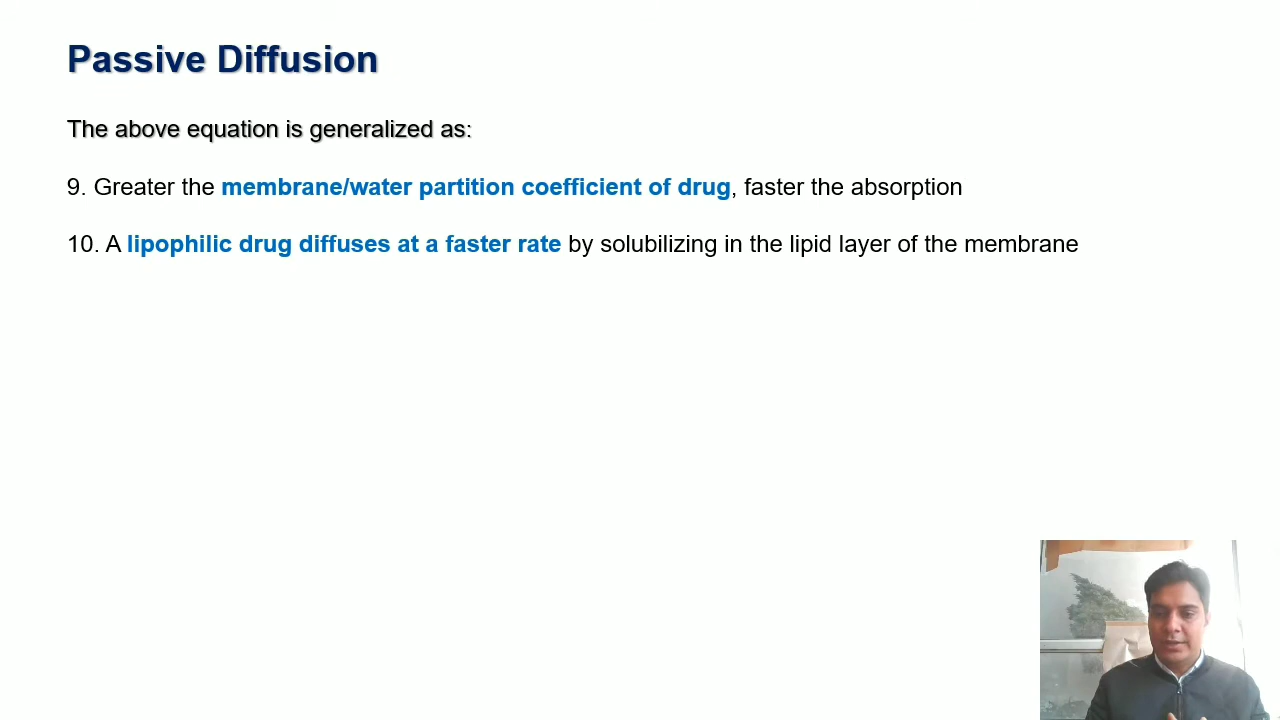 Passive Diffusion
The above equation is generalized as:
9. Greater the membrane/water partition coefficient of drug, faster the absorption
10. A lipophilic drug diffuses at a faster rate by solubilizing in the lipid layer of the membrane